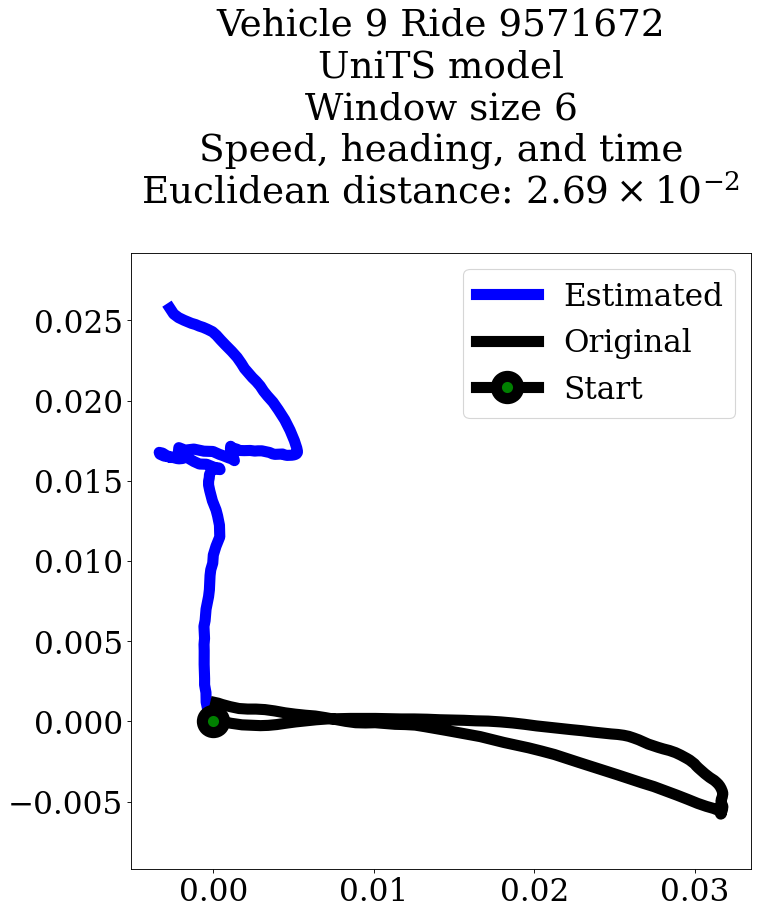 Vehicle 9 Ride 9571672
UniTS model
Window size 6
Speed, heading, and time
Euclidean distance: 2.69 × 10⁻²
Estimated
Original
Start
0.025
0.020
0.015
0.010
0.005
0.000
−0.005
0.00 0.01 0.02 0.03